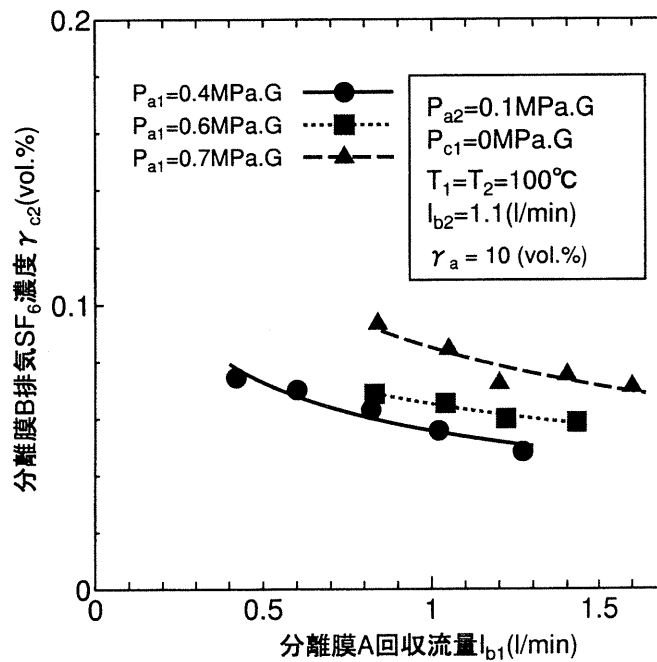 0.2
P_a1=0.4MPa.G
P_a1=0.6MPa.G
P_a1=0.7MPa.G
P_a2=0.1MPa.G
P_c1=0MPa.G
T_1=T_2=100℃
l_b2=1.1(l/min)
γ_a = 10 (vol.%)
分離膜B排気SF_6濃度 γ_c2(vol.%)
0.1
0
0
0.5
1
1.5
分離膜A回収流量l_b1(l/min)